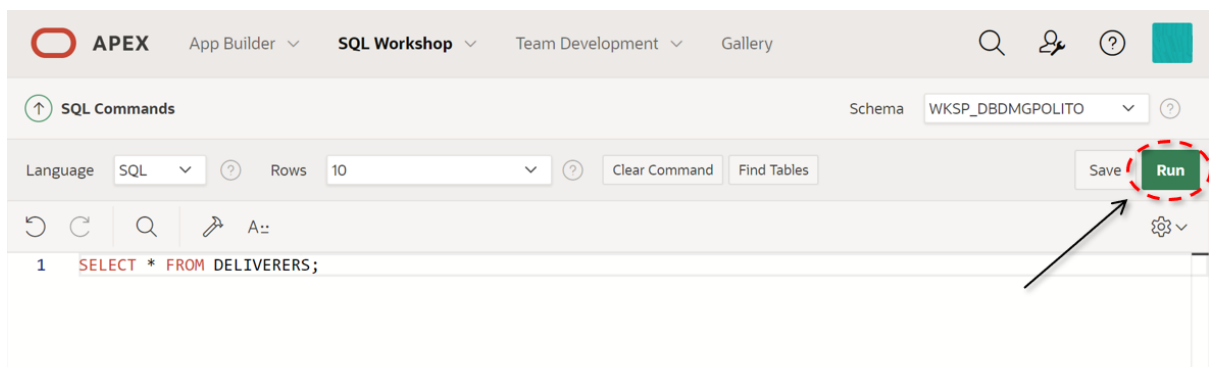 APEX App Builder SQL Workshop Team Development Gallery
SQL Commands Schema WKSP_DBDMGPOLITO
Language SQL Rows 10 Clear Command Find Tables Save Run
A::
1 SELECT * FROM DELIVERERS;